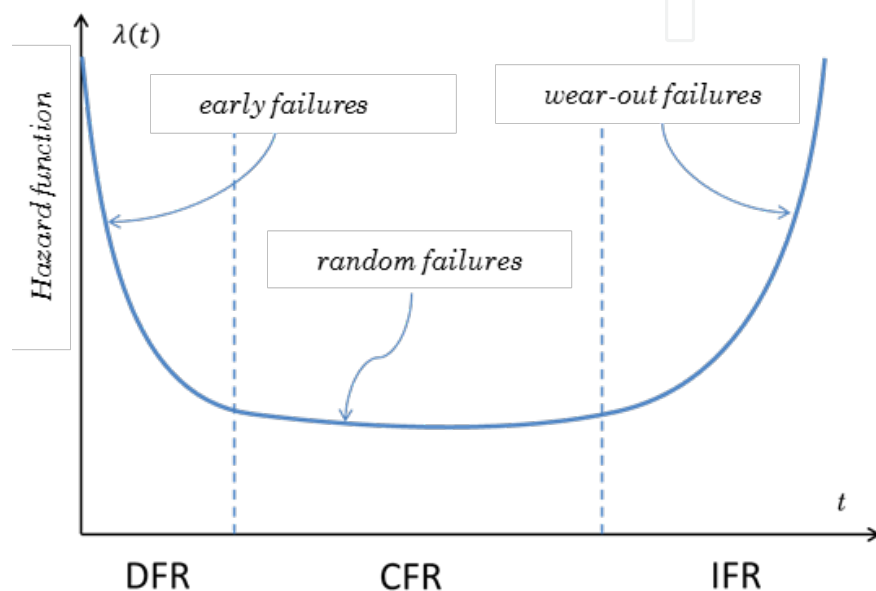 λ(t)
early failures
wear-out failures
Hazard function
random failures
t
DFR
CFR
IFR